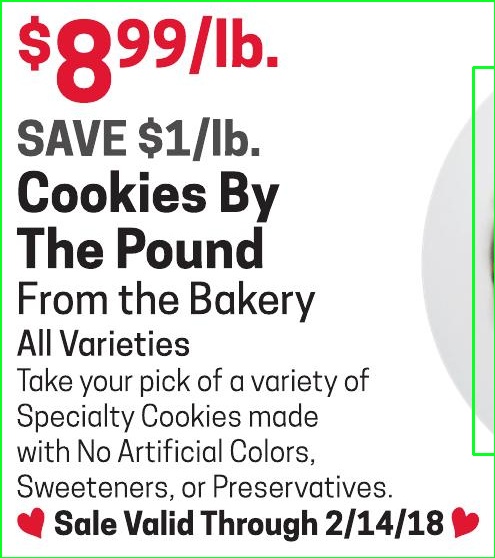 $8.99/lb.
SAVE $1/lb.
Cookies By
The Pound
From the Bakery
All Varieties
Take your pick of a variety of
Specialty Cookies made
with No Artificial Colors,
Sweeteners, or Preservatives.
Sale Valid Through 2/14/18